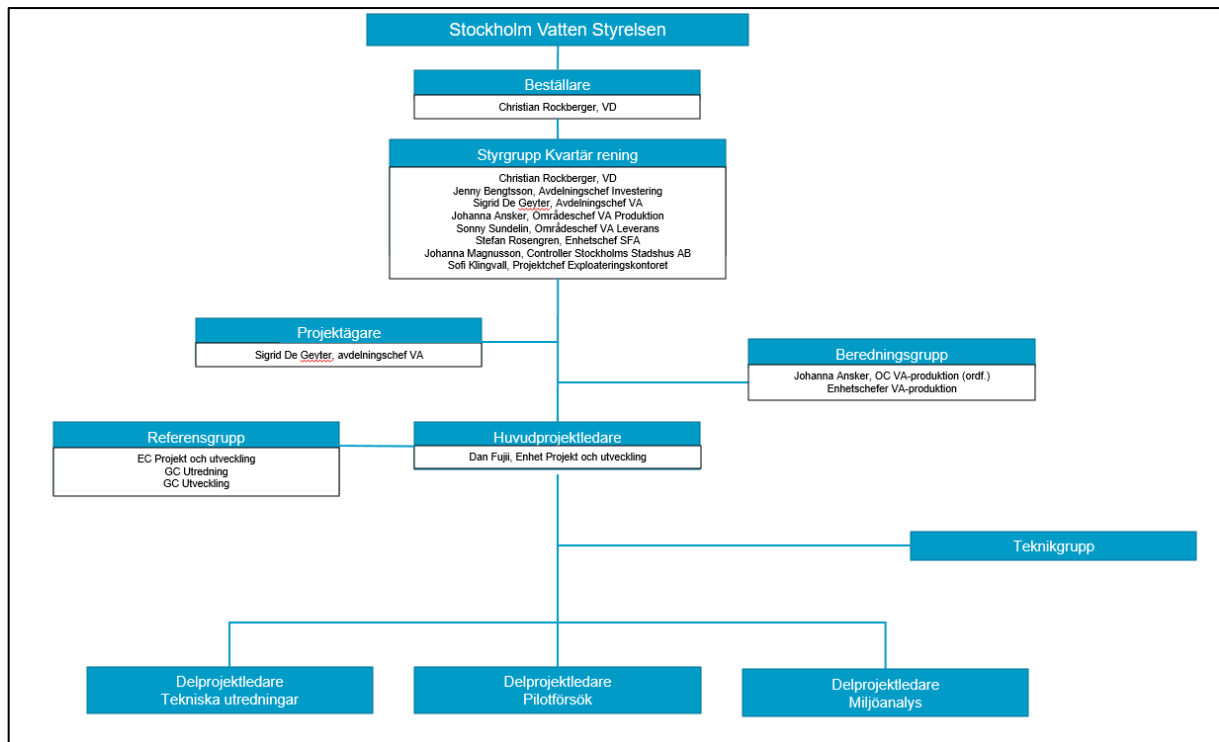 Stockholm Vatten Styrelsen
Beställare
Christian Rockberger, VD
Styrgrupp Kvartär rening
Christian Rockberger, VD
Jenny Bengtsson, Avdelningschef Investering
Sigrid De Geyter, Avdelningschef VA
Johanna Ansker, Områdeschef VA Produktion
Sonny Sundelin, Områdeschef VA Leverans
Stefan Rosengren, Enhetschef SFA
Johanna Magnusson, Controller Stockholms Stadshus AB
Sofi Klingvall, Projektchef Exploateringskontoret
Projektägare
Sigrid De Geyter, avdelningschef VA
Beredningsgrupp
Johanna Ansker, OC VA-produktion (ordf.)
Enhetschefer VA-produktion
Referensgrupp
EC Projekt och utveckling
GC Utredning
GC Utveckling
Huvudprojektledare
Dan Fujii, Enhet Projekt och utveckling
Teknikgrupp
Delprojektledare
Tekniska utredningar
Delprojektledare
Pilotförsök
Delprojektledare
Miljöanalys